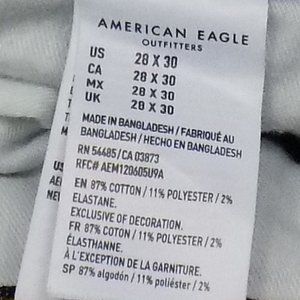 AMERICAN EAGLE
OUTFITTERS
US 28 X 30
CA 28 X 30
MX 28 X 30
UK 28 X 30
MADE IN BANGLADESH / FABRIQUÉ AU
BANGLADESH / HECHO EN BANGLADESH
RN 54485 / CA 03873
RFC# AEM120605U9A
EN 87% COTTON / 11% POLYESTER / 2%
ELASTANE.
EXCLUSIVE OF DECORATION.
FR 87% COTON / 11% POLYESTER / 2%
ÉLASTHANNE.
À L'EXCEPTION DE LA GARNITURE.
SP 87% algodón / 11% poliéster / 2%